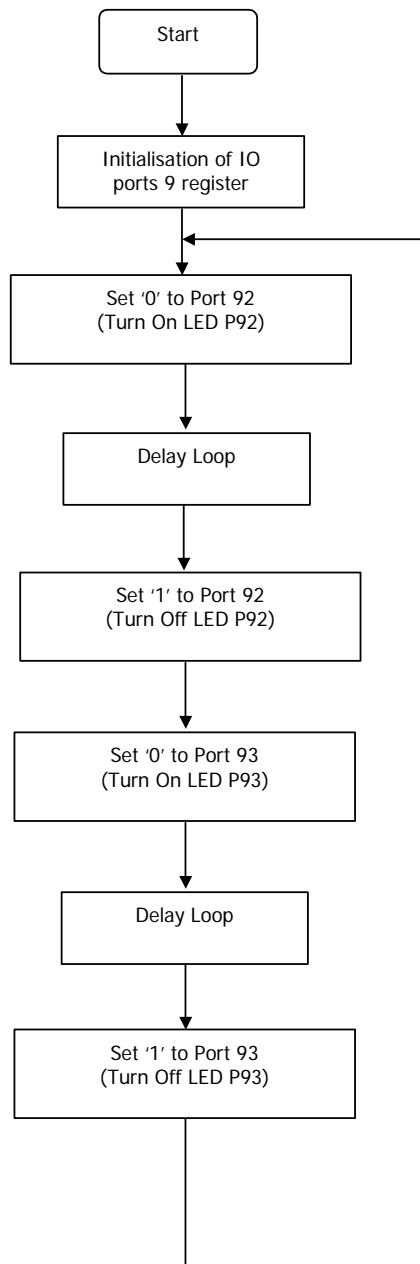 Start
Initialisation of IO
ports 9 register
Set ‘0’ to Port 92
(Turn On LED P92)
Delay Loop
Set ‘1’ to Port 92
(Turn Off LED P92)
Set ‘0’ to Port 93
(Turn On LED P93)
Delay Loop
Set ‘1’ to Port 93
(Turn Off LED P93)